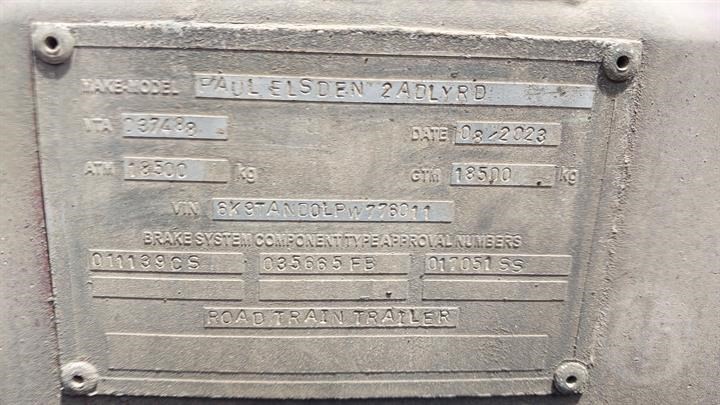 MAKE-MODEL PAUL ELSDEN 2ADLYRD
VTA 037488 DATE 08/2023
ATM 18500 kg GTM 18500 kg
VIN 6K9TANDOLPW776011
BRAKE SYSTEM COMPONENT TYPE APPROVAL NUMBERS
011139CS 035665FB 017051SS
ROAD TRAIN TRAILER